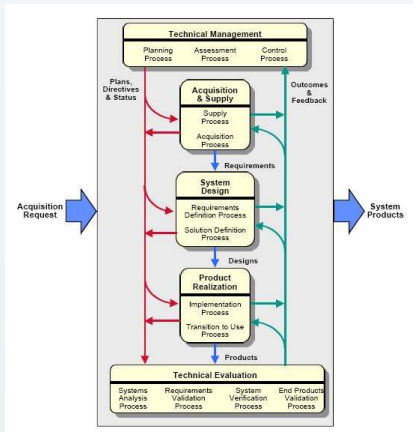 Technical Management
Planning Process
Assessment Process
Control Process
Plans,
Directives
& Status
Outcomes
&
Feedback
Acquisition
& Supply
Supply
Process
Acquisition
Process
Requirements
Acquisition
Request
System
Design
Requirements
Definition Process
Solution Definition
Process
System
Products
Designs
Product
Realization
Implementation
Process
Transition to Use
Process
Products
Technical Evaluation
Systems
Analysis
Process
Requirements
Validation
Process
System
Verification
Process
End Products
Validation
Process